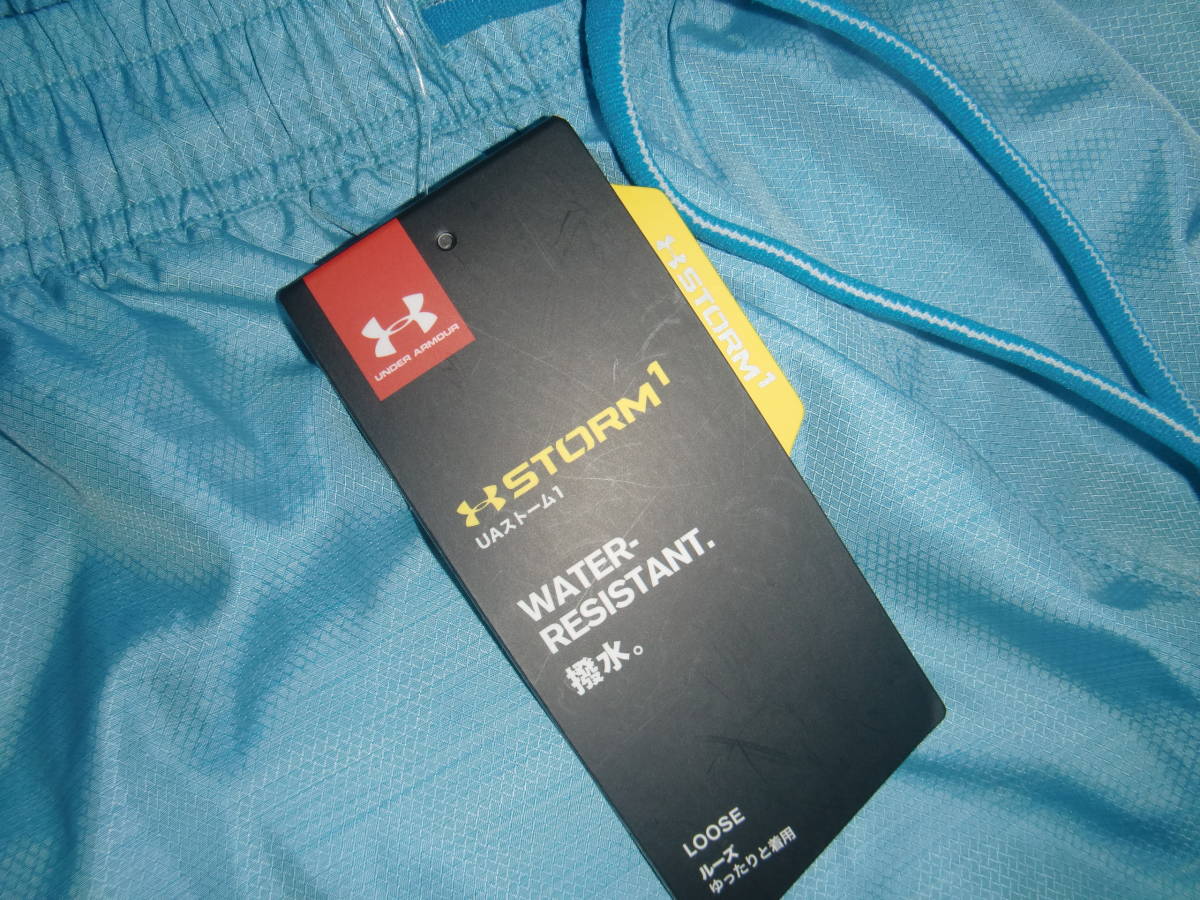 UNDER ARMOUR
STORM1
STORM1
UAストーム1
WATER-
RESISTANT.
撥水。
LOOSE
ルーズ
ゆったりと着用